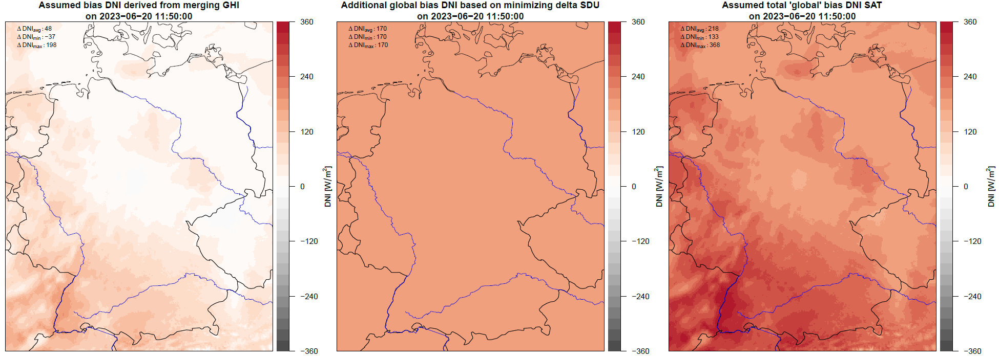 Assumed bias DNI derived from merging GHI
on 2023−06−20 11:50:00
Δ DNIavg : 48
Δ DNImin : −37
Δ DNImax : 198
360
240
120
0
−120
−240
−360
DNI [W/m²]
Additional global bias DNI based on minimizing delta SDU
on 2023−06−20 11:50:00
Δ DNIavg : 170
Δ DNImin : 170
Δ DNImax : 170
360
240
120
0
−120
−240
−360
DNI [W/m²]
Assumed total 'global' bias DNI SAT
on 2023−06−20 11:50:00
Δ DNIavg : 218
Δ DNImin : 133
Δ DNImax : 368
360
240
120
0
−120
−240
−360
DNI [W/m²]